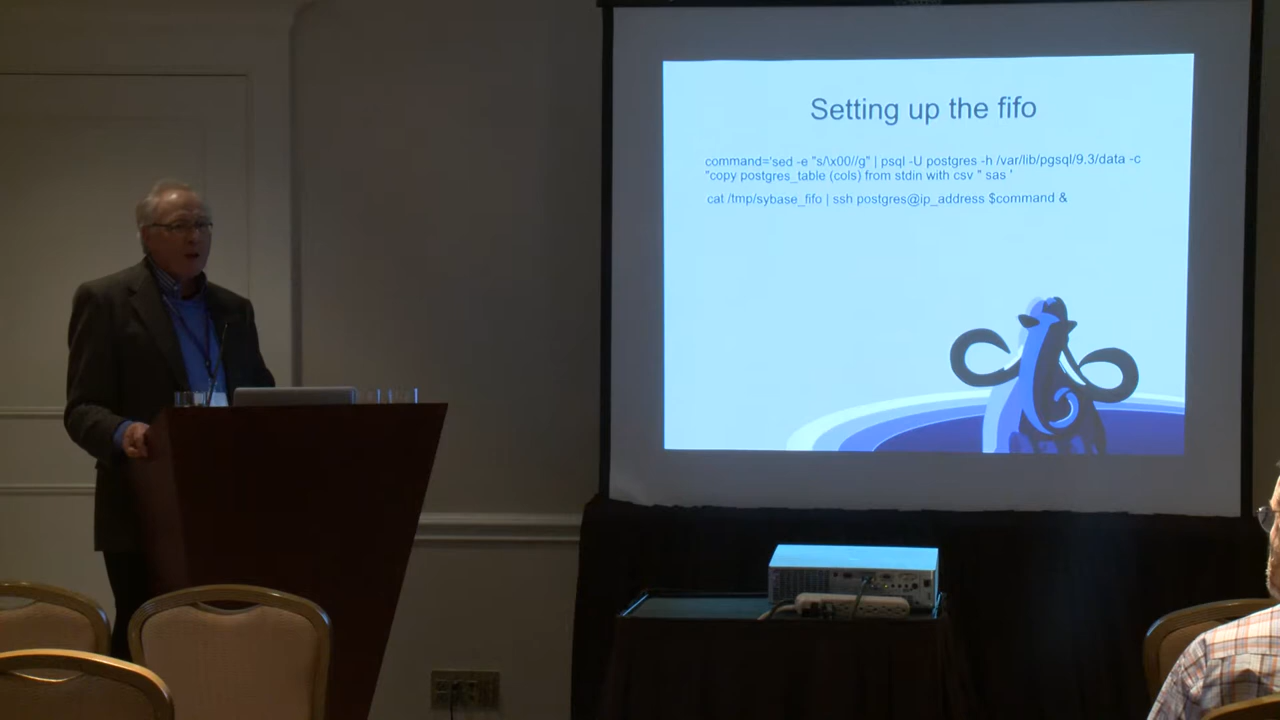 Setting up the fifo
command='sed -e "s/\x00//g" | psql -U postgres -h /var/lib/pgsql/9.3/data -c
"copy postgres_table (cols) from stdin with csv " sas '
cat /tmp/sybase_fifo | ssh postgres@ip_address $command &